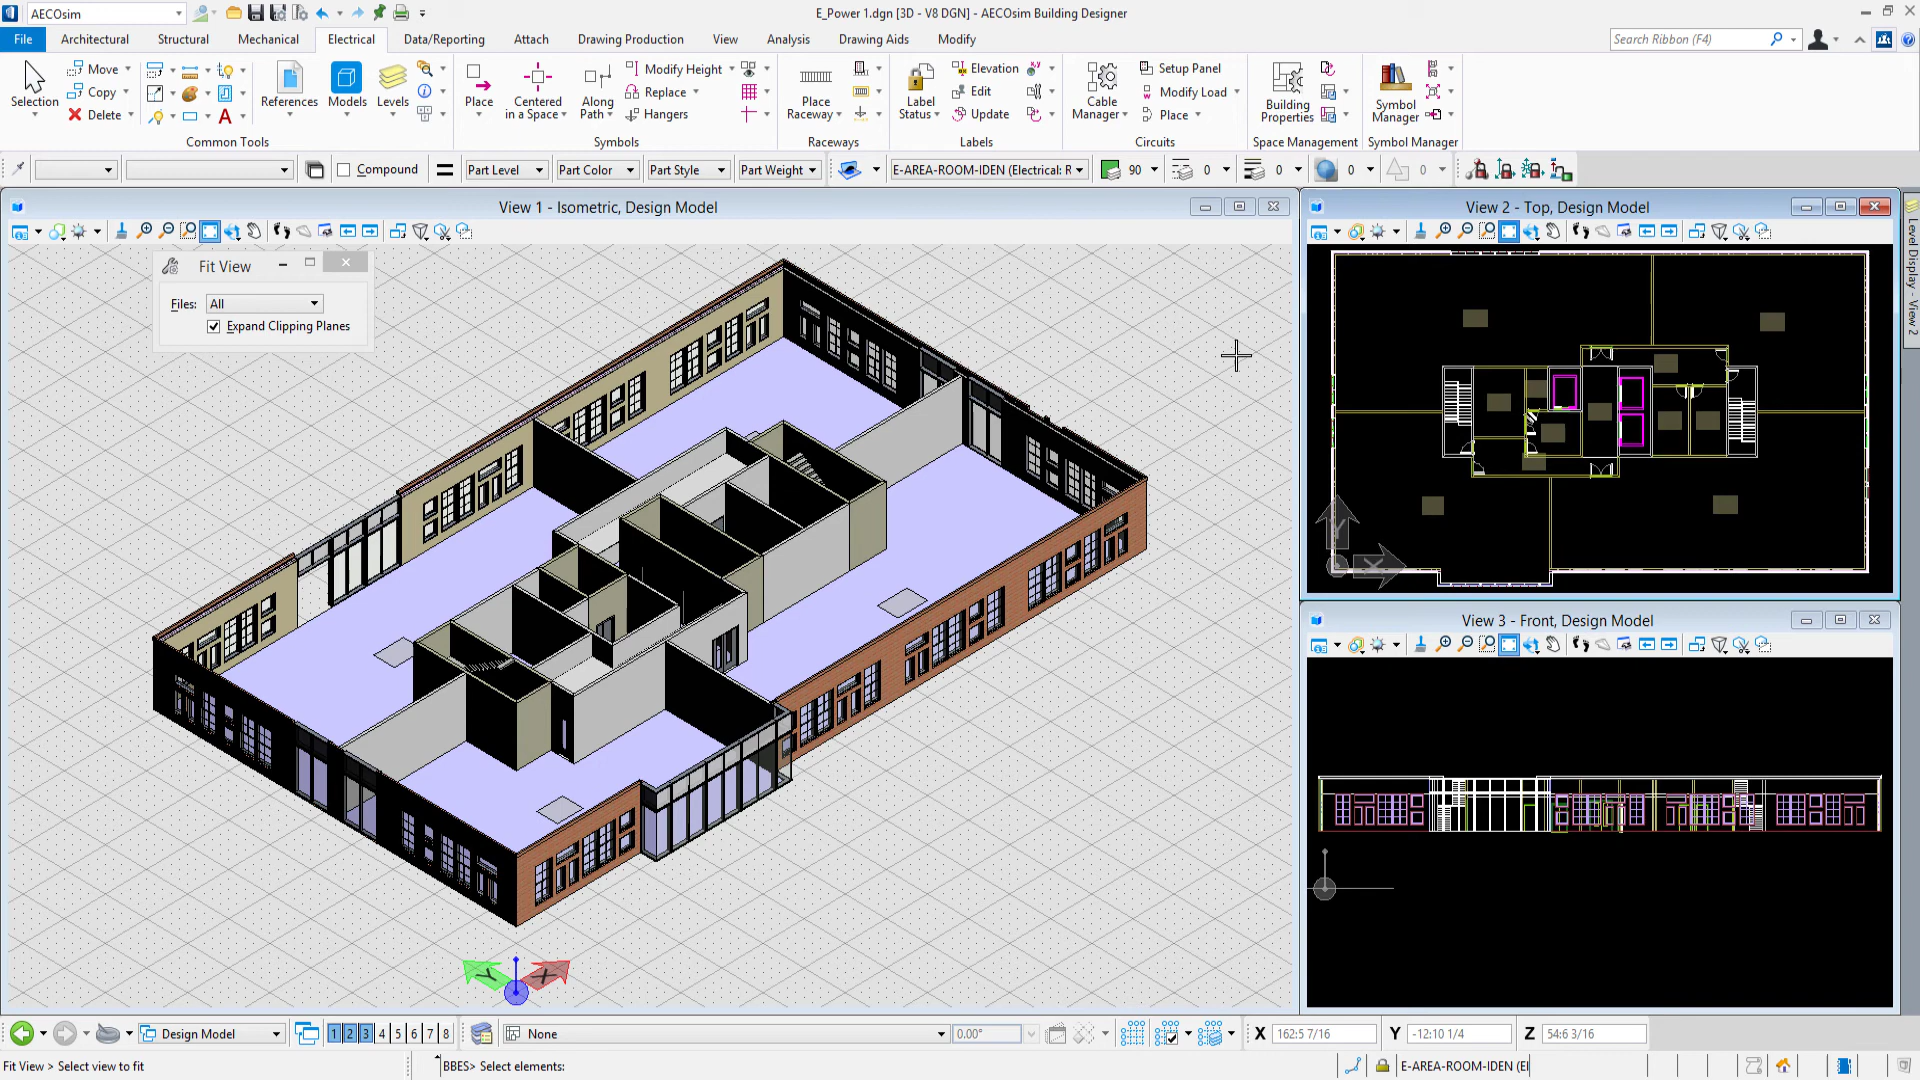 AECOsim
E_Power 1.dgn [3D - V8 DGN] - AECOsim Building Designer
File
Architectural
Structural
Mechanical
Electrical
Data/Reporting
Attach
Drawing Production
View
Analysis
Drawing Aids
Modify
Search Ribbon (F4)
Selection
Move
Copy
Delete
References
Models
Levels
Common Tools
Place
Centered
in a Space
Along
Path
Modify Height
Replace
Hangers
Symbols
Place
Raceway
Raceways
Label
Status
Elevation
Edit
Update
Labels
Cable
Manager
Setup Panel
Modify Load
Place
Circuits
Building
Properties
Space Management
Symbol
Manager
Symbol Manager
Compound
Part Level
Part Color
Part Style
Part Weight
E-AREA-ROOM-IDEN (Electrical: R
90
0
0
0
0
View 1 - Isometric, Design Model
Fit View
Files:
All
Expand Clipping Planes
Y
X
View 2 - Top, Design Model
Y
X
Level Display - View 2
View 3 - Front, Design Model
Design Model
1 2 3 4 5 6 7 8
None
0.00°
X
162:5 7/16
Y
-12:10 1/4
Z
54:6 3/16
Fit View > Select view to fit
BBES> Select elements:
E-AREA-ROOM-IDEN (El